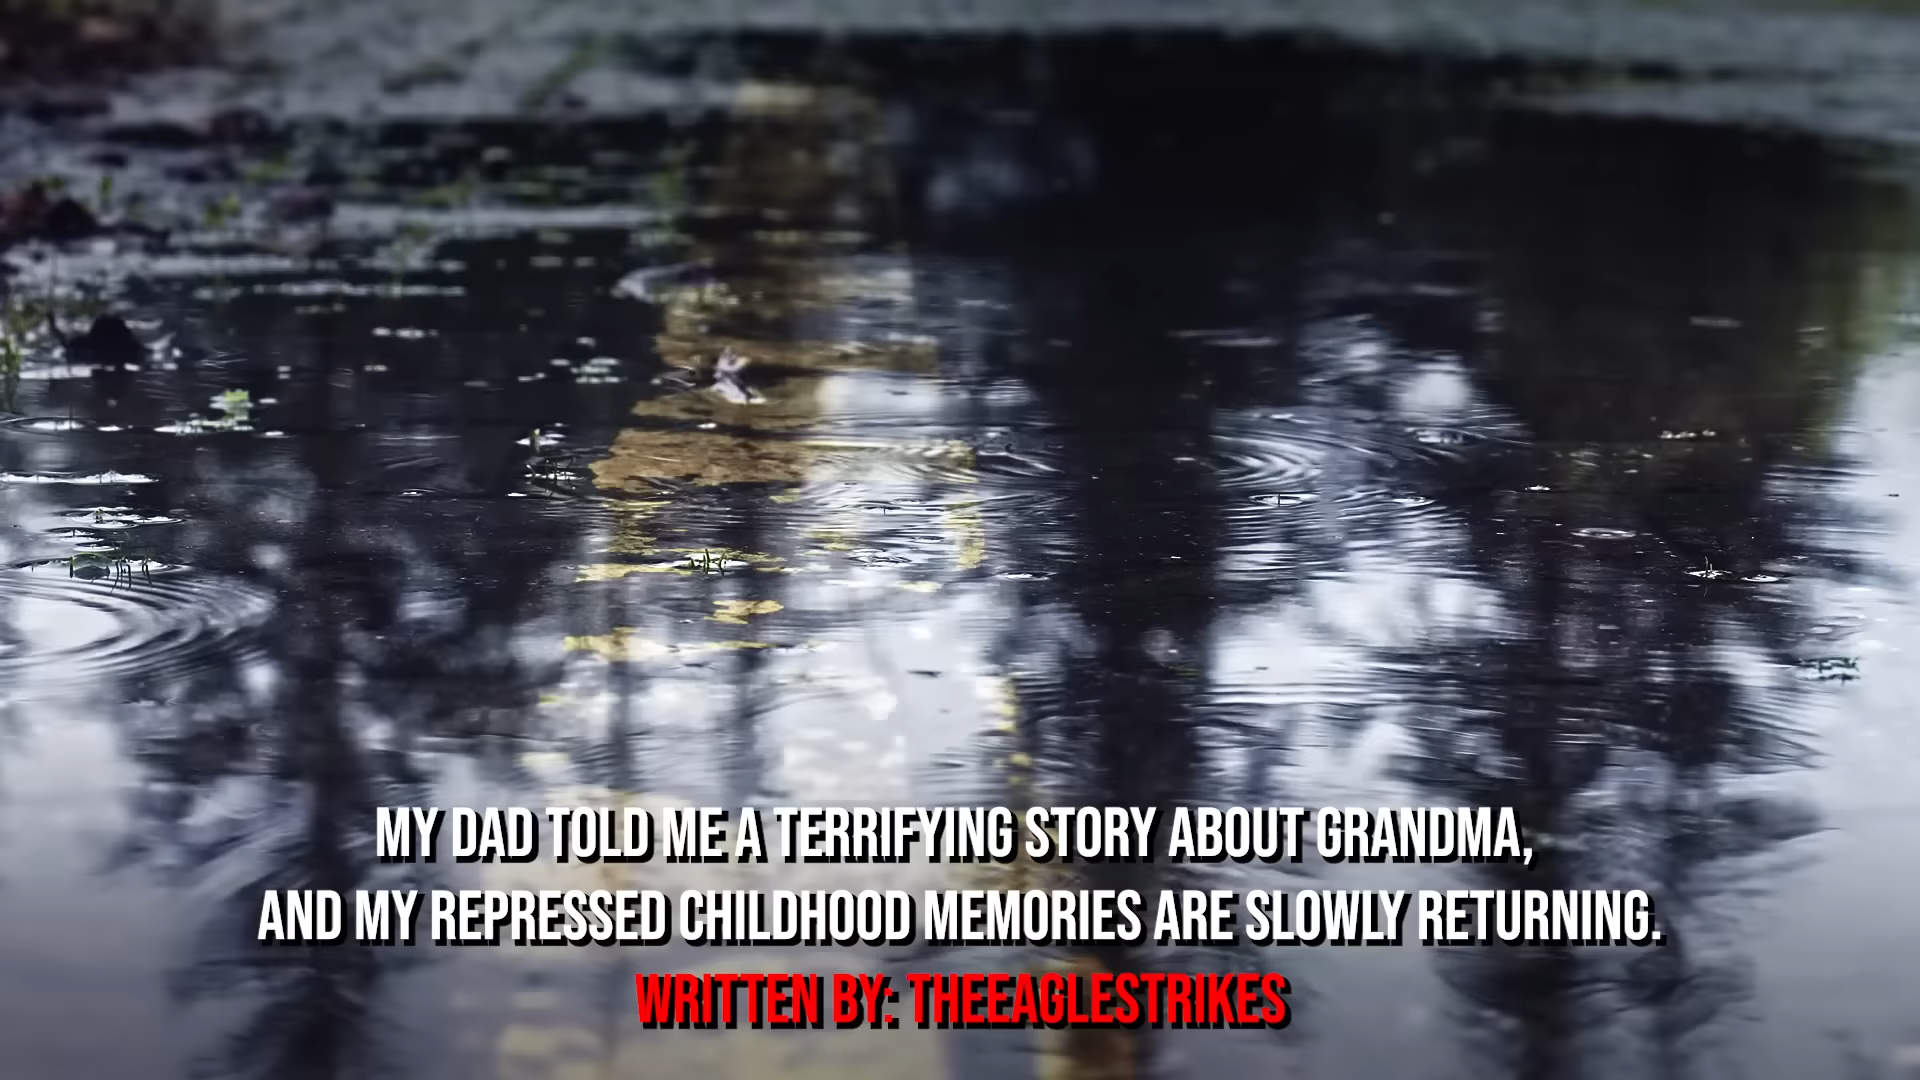 MY DAD TOLD ME A TERRIFYING STORY ABOUT GRANDMA,
AND MY REPRESSED CHILDHOOD MEMORIES ARE SLOWLY RETURNING.
WRITTEN BY: THEEAGLESTRIKES